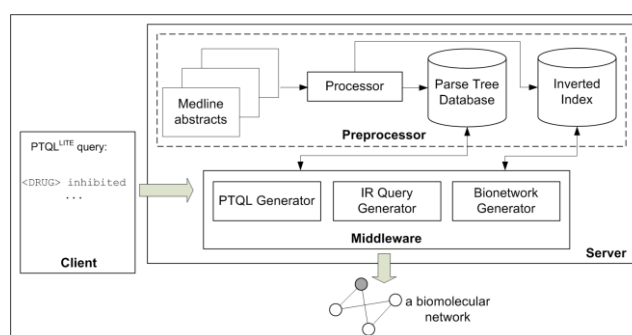 Medline
abstracts
Processor
Parse Tree
Database
Inverted
Index
Preprocessor
PTQL^LITE query:
<DRUG> inhibited
...
Client
PTQL Generator
IR Query
Generator
Bionetwork
Generator
Middleware
Server
a biomolecular
network